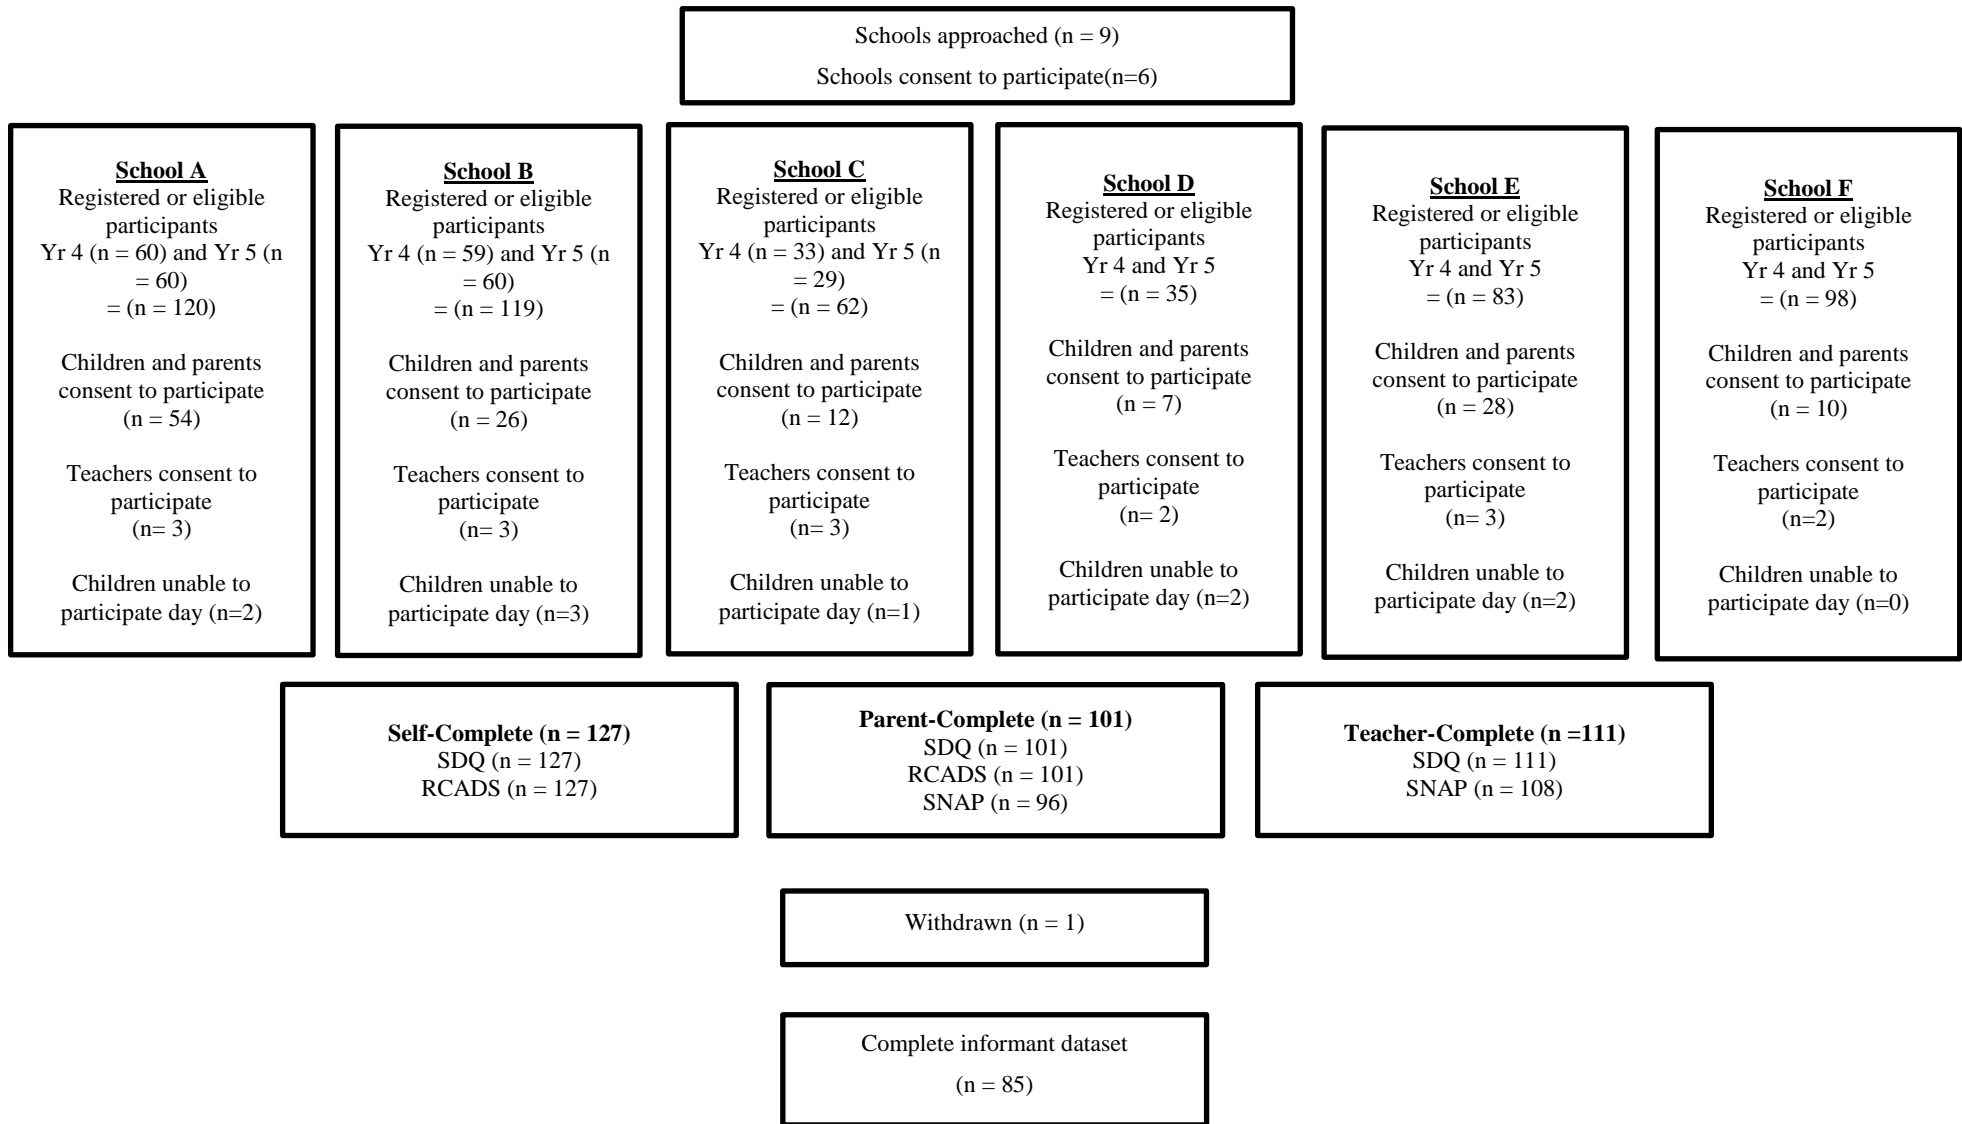 Schools approached (n = 9)
Schools consent to participate(n=6)
School A
Registered or eligible
participants
Yr 4 (n = 60) and Yr 5 (n
= 60)
= (n = 120)
Children and parents
consent to participate
(n = 54)
Teachers consent to
participate
(n= 3)
Children unable to
participate day (n=2)
School B
Registered or eligible
participants
Yr 4 (n = 59) and Yr 5 (n
= 60)
= (n = 119)
Children and parents
consent to participate
(n = 26)
Teachers consent to
participate
(n= 3)
Children unable to
participate day (n=3)
School C
Registered or eligible
participants
Yr 4 (n = 33) and Yr 5 (n
= 29)
= (n = 62)
Children and parents
consent to participate
(n = 12)
Teachers consent to
participate
(n= 3)
Children unable to
participate day (n=1)
School D
Registered or eligible
participants
Yr 4 and Yr 5
= (n = 35)
Children and parents
consent to participate
(n = 7)
Teachers consent to
participate
(n= 2)
Children unable to
participate day (n=2)
School E
Registered or eligible
participants
Yr 4 and Yr 5
= (n = 83)
Children and parents
consent to participate
(n = 28)
Teachers consent to
participate
(n= 3)
Children unable to
participate day (n=2)
School F
Registered or eligible
participants
Yr 4 and Yr 5
= (n = 98)
Children and parents
consent to participate
(n = 10)
Teachers consent to
participate
(n=2)
Children unable to
participate day (n=0)
Self-Complete (n = 127)
SDQ (n = 127)
RCADS (n = 127)
Parent-Complete (n = 101)
SDQ (n = 101)
RCADS (n = 101)
SNAP (n = 96)
Teacher-Complete (n =111)
SDQ (n = 111)
SNAP (n = 108)
Withdrawn (n = 1)
Complete informant dataset
(n = 85)